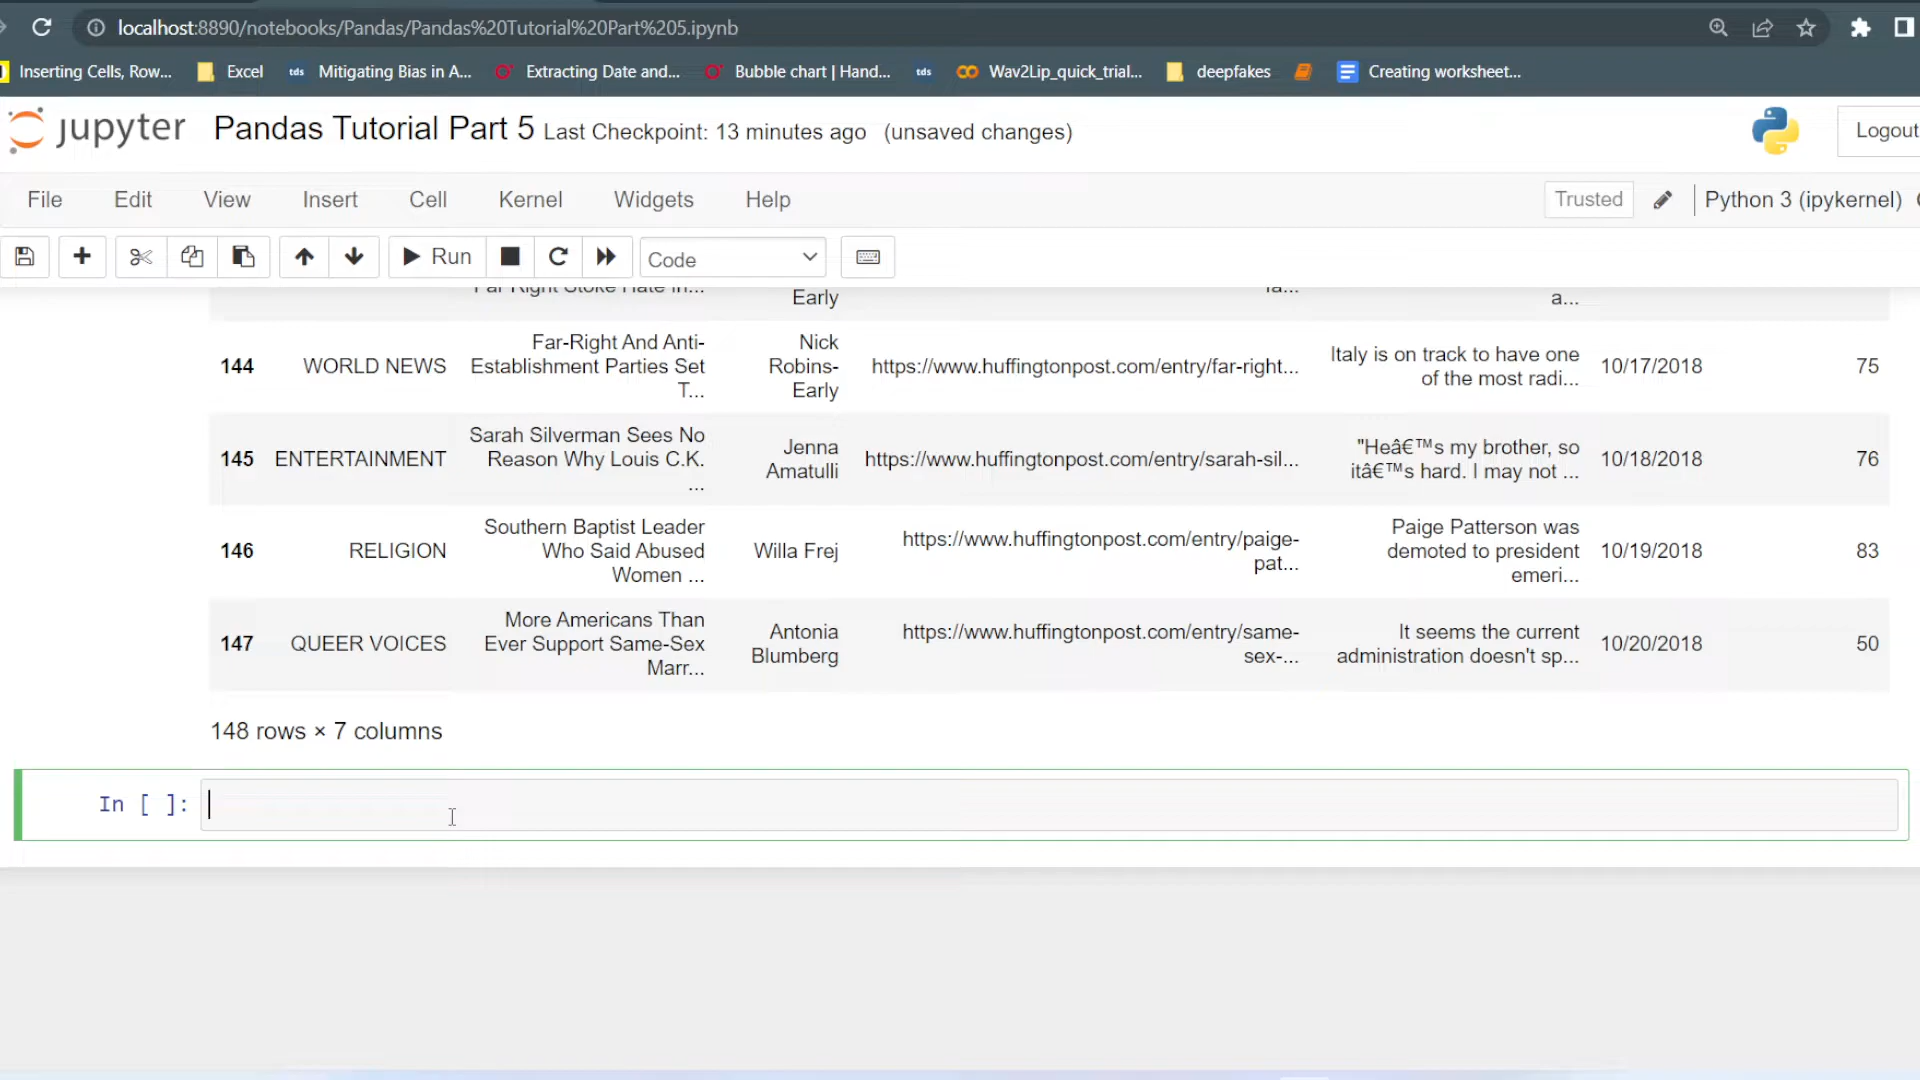 localhost:8890/notebooks/Pandas/Pandas%20Tutorial%20Part%205.ipynb
Inserting Cells, Row... Excel tds Mitigating Bias in A... Extracting Date and... Bubble chart | Hand... tds Wav2Lip_quick_trial... deepfakes Creating worksheet...
jupyter Pandas Tutorial Part 5 Last Checkpoint: 13 minutes ago (unsaved changes) Logout
File Edit View Insert Cell Kernel Widgets Help Trusted Python 3 (ipykernel)
Run Code
Early a...
144 WORLD NEWS Far-Right And Anti-
Establishment Parties Set
T... Nick
Robins-
Early https://www.huffingtonpost.com/entry/far-right... Italy is on track to have one
of the most radi... 10/17/2018 75
145 ENTERTAINMENT Sarah Silverman Sees No
Reason Why Louis C.K.
... Jenna
Amatulli https://www.huffingtonpost.com/entry/sarah-sil... "Heâ€™s my brother, so
itâ€™s hard. I may not ... 10/18/2018 76
146 RELIGION Southern Baptist Leader
Who Said Abused
Women ... Willa Frej https://www.huffingtonpost.com/entry/paige-
pat... Paige Patterson was
demoted to president
emeri... 10/19/2018 83
147 QUEER VOICES More Americans Than
Ever Support Same-Sex
Marr... Antonia
Blumberg https://www.huffingtonpost.com/entry/same-
sex-... It seems the current
administration doesn't sp... 10/20/2018 50
148 rows × 7 columns
In [ ]: